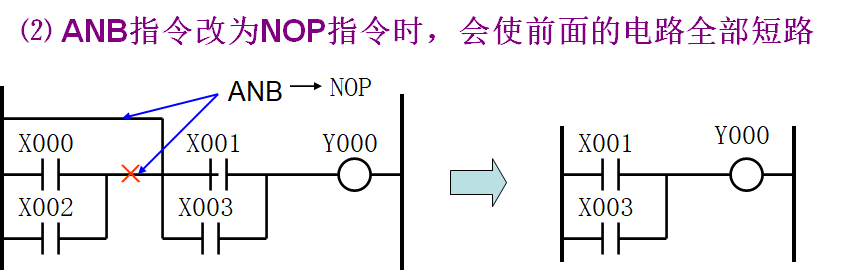 ⑵ ANB指令改为NOP指令时，会使前面的电路全部短路
ANB NOP
X000 X001 Y000
X002 X003
X001 Y000
X003